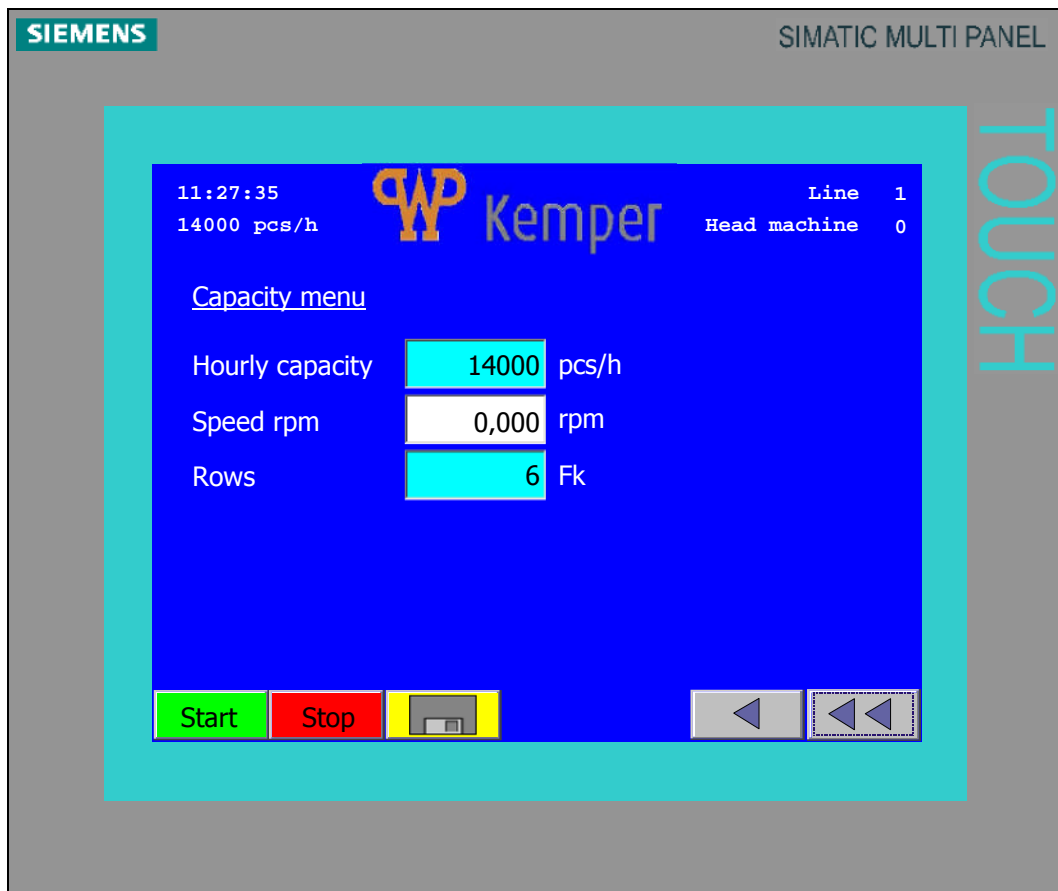 SIEMENS
SIMATIC MULTI PANEL
TOUCH
11:27:35
14000 pcs/h
WP Kemper
Line 1
Head machine 0
Capacity menu
Hourly capacity 14000 pcs/h
Speed rpm 0,000 rpm
Rows 6 Fk
Start Stop